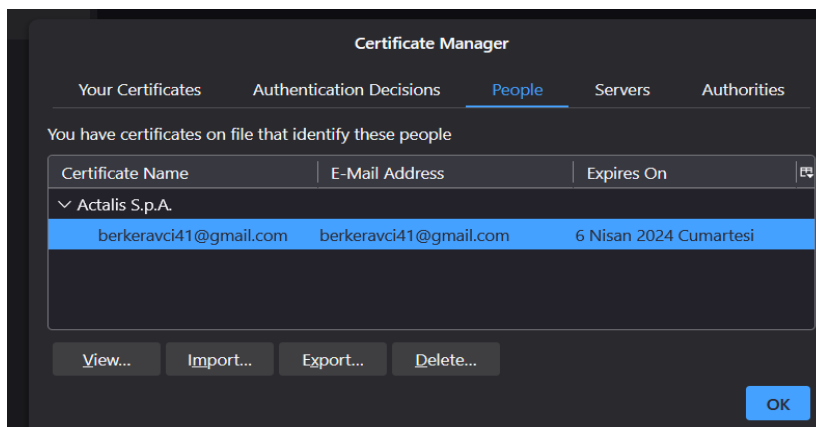 Certificate Manager
Your Certificates Authentication Decisions People Servers Authorities
You have certificates on file that identify these people
Certificate Name E-Mail Address Expires On
Actalis S.p.A.
berkeravci41@gmail.com berkeravci41@gmail.com 6 Nisan 2024 Cumartesi
View... Import... Export... Delete...
OK